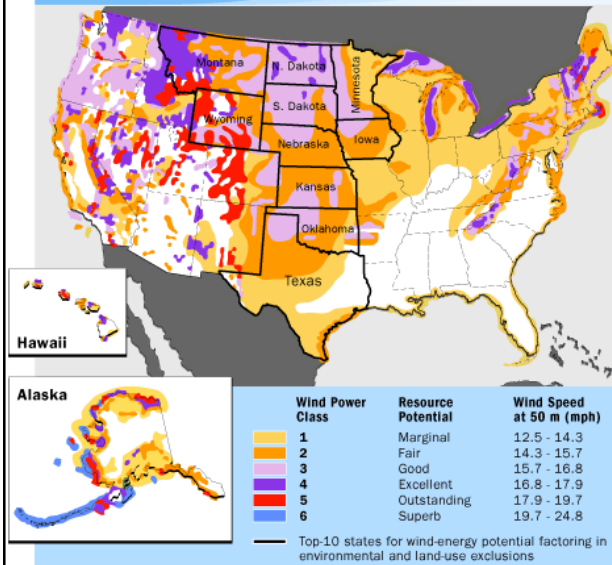 Montana
N. Dakota
Minnesota
S. Dakota
Wyoming
Iowa
Nebraska
Kansas
Oklahoma
Texas
Hawaii
Alaska
Wind Power Class Resource Potential Wind Speed at 50 m (mph)
1 Marginal 12.5 - 14.3
2 Fair 14.3 - 15.7
3 Good 15.7 - 16.8
4 Excellent 16.8 - 17.9
5 Outstanding 17.9 - 19.7
6 Superb 19.7 - 24.8
Top-10 states for wind-energy potential factoring in
environmental and land-use exclusions